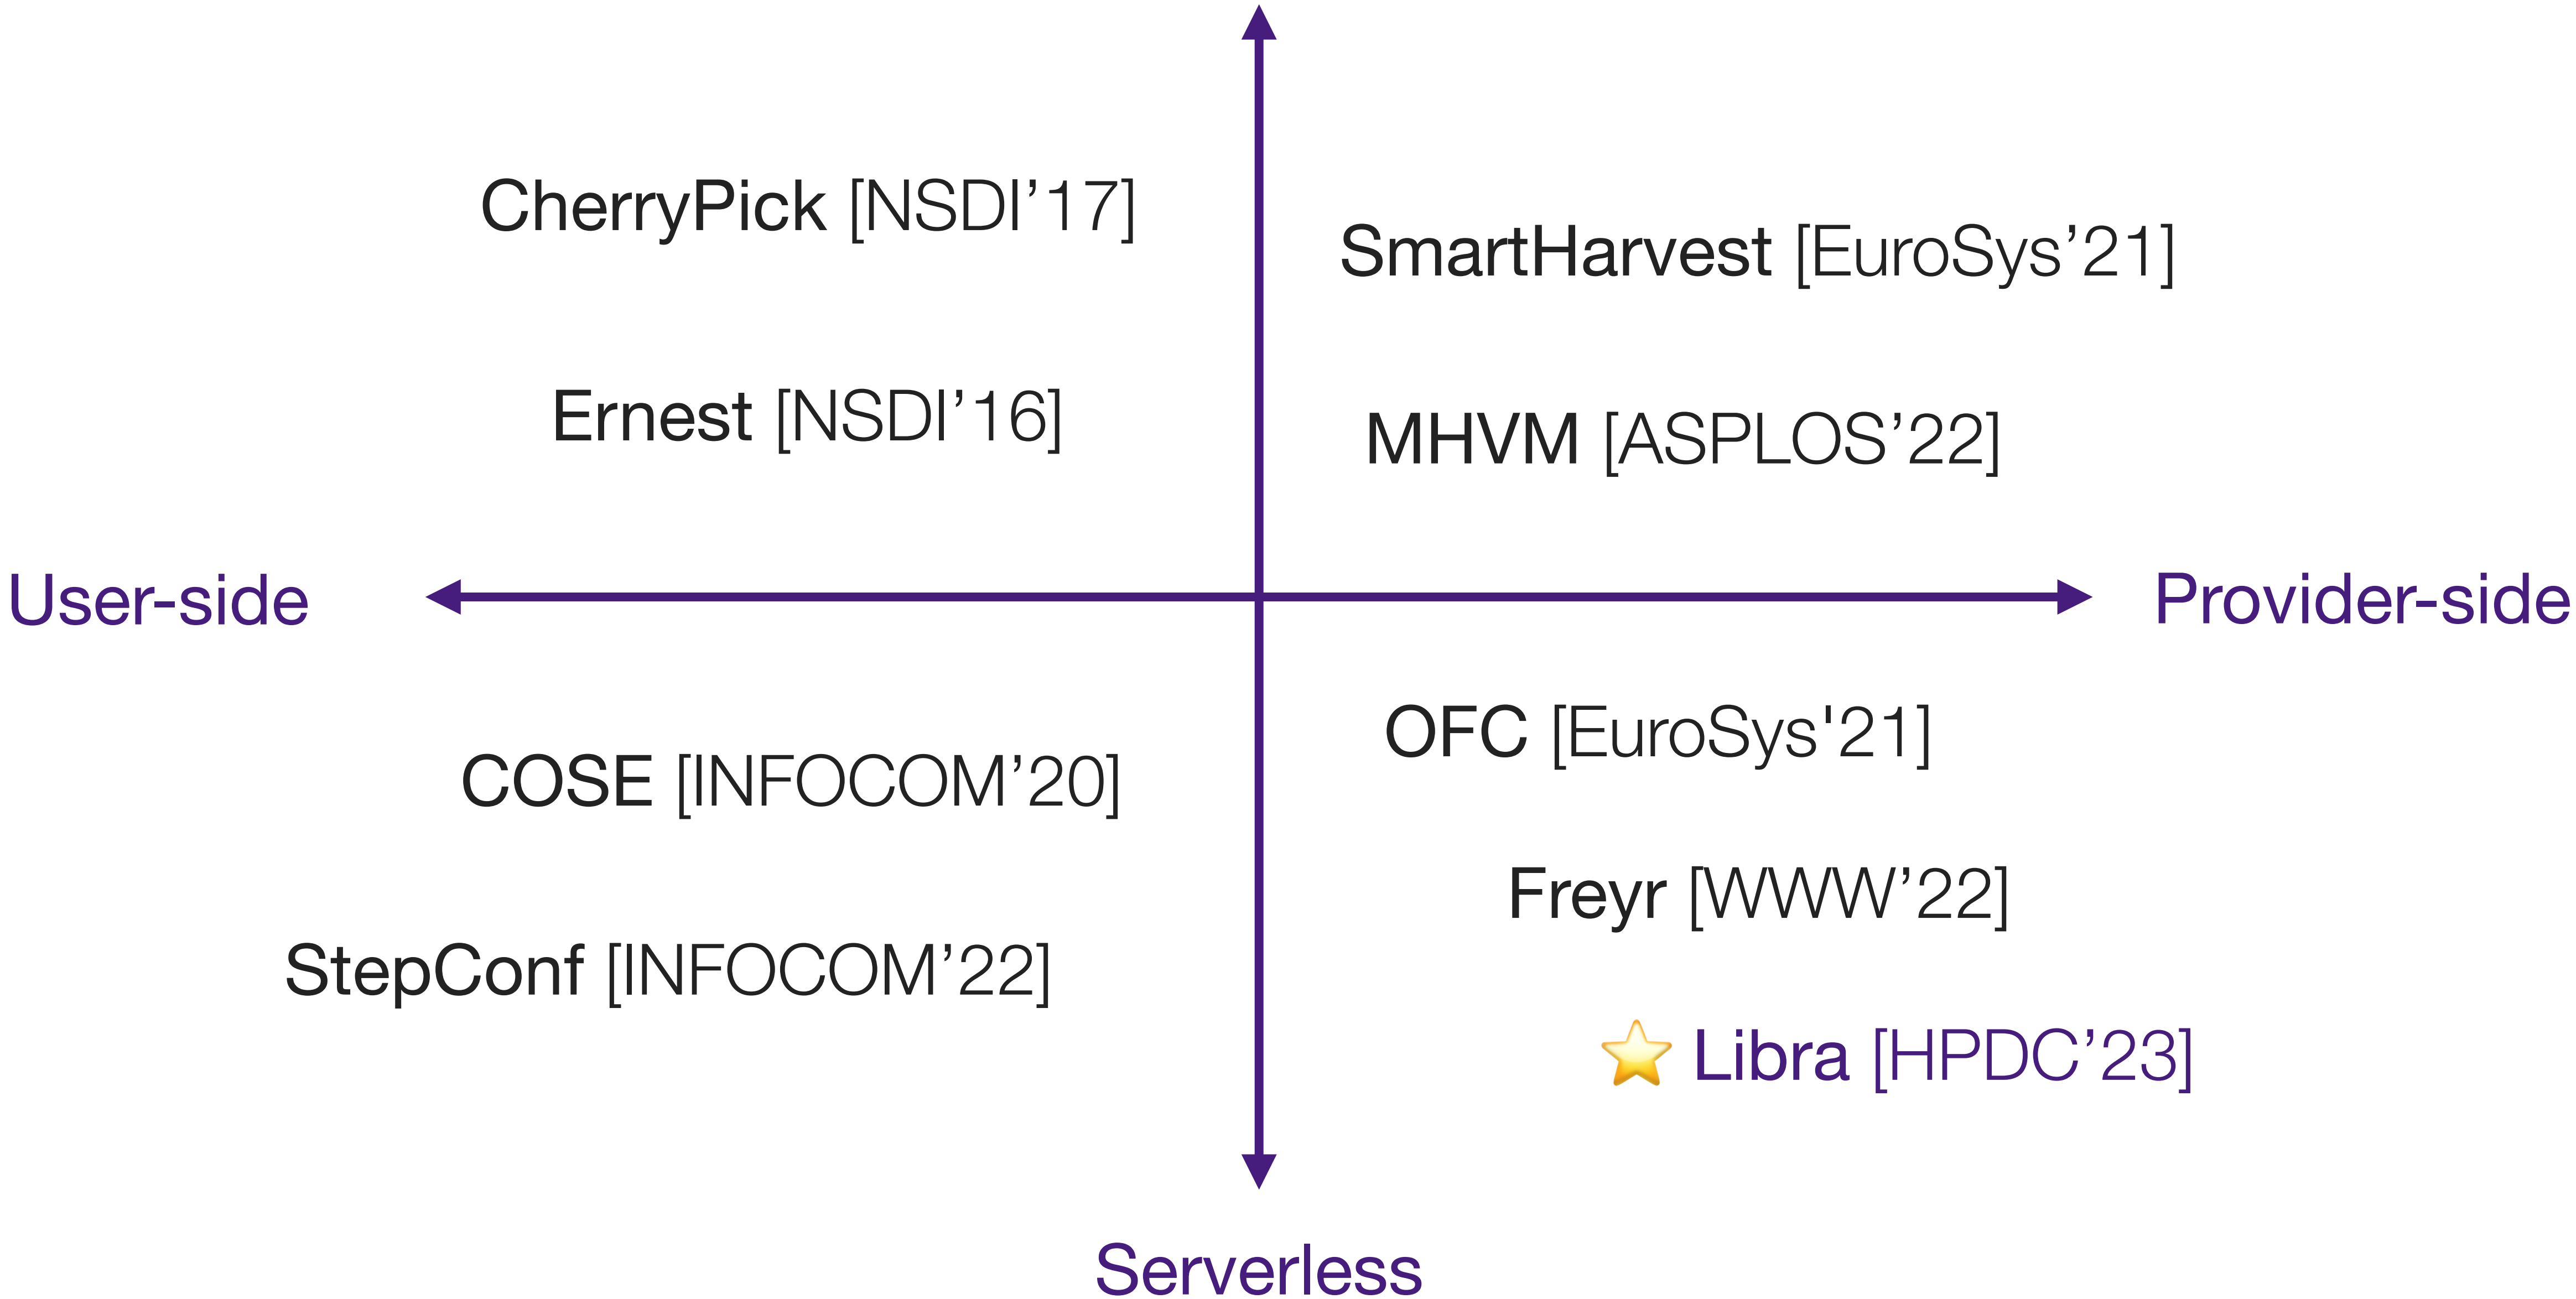 CherryPick [NSDI’17]
SmartHarvest [EuroSys’21]
Ernest [NSDI’16]
MHVM [ASPLOS’22]
User-side
Provider-side
OFC [EuroSys'21]
COSE [INFOCOM’20]
Freyr [WWW’22]
StepConf [INFOCOM’22]
Libra [HPDC’23]
Serverless